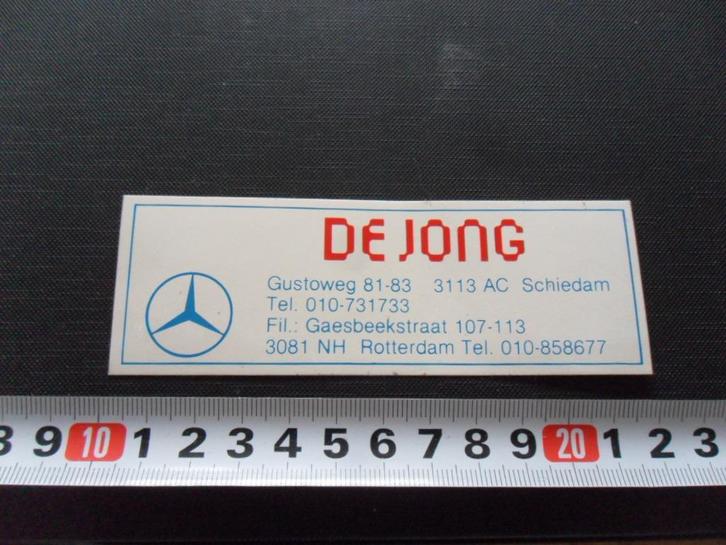 DE JONG
Gustoweg 81-83 3113 AC Schiedam
Tel. 010-731733
Fil.: Gaesbeekstraat 107-113
3081 NH Rotterdam Tel. 010-858677
8 9 10 1 2 3 4 5 6 7 8 9 20 1 2 3